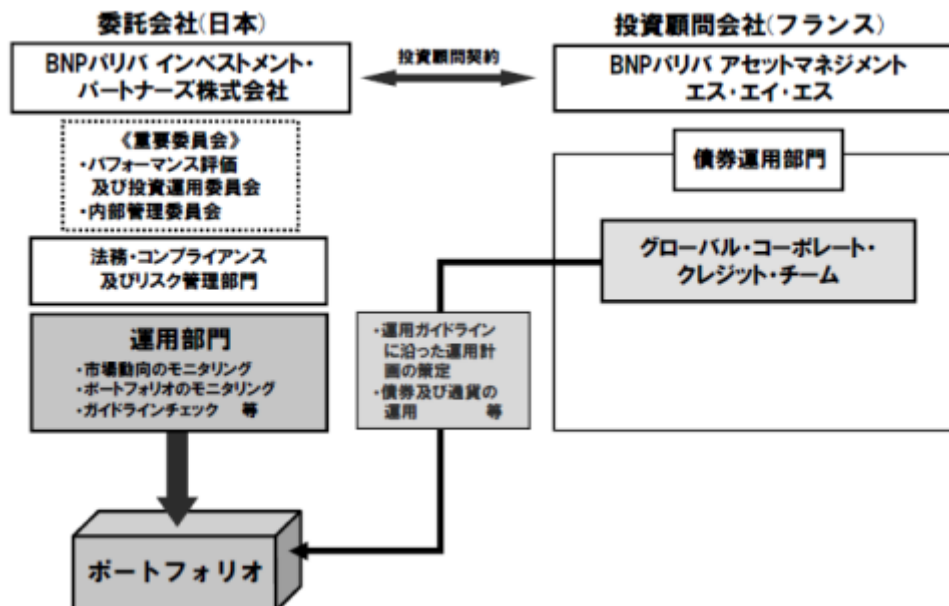 委託会社(日本)
BNPパリバ インベストメント・
パートナーズ株式会社
投資顧問契約
投資顧問会社(フランス)
BNPパリバ アセットマネジメント
エス・エイ・エス
《重要委員会》
・パフォーマンス評価
及び投資運用委員会
・内部管理委員会
法務・コンプライアンス
及びリスク管理部門
運用部門
・市場動向のモニタリング
・ポートフォリオのモニタリング
・ガイドラインチェック 等
債券運用部門
グローバル・コーポレート・
クレジット・チーム
・運用ガイドライン
に沿った運用計
画の策定
・債券及び通貨の
運用 等
ポートフォリオ